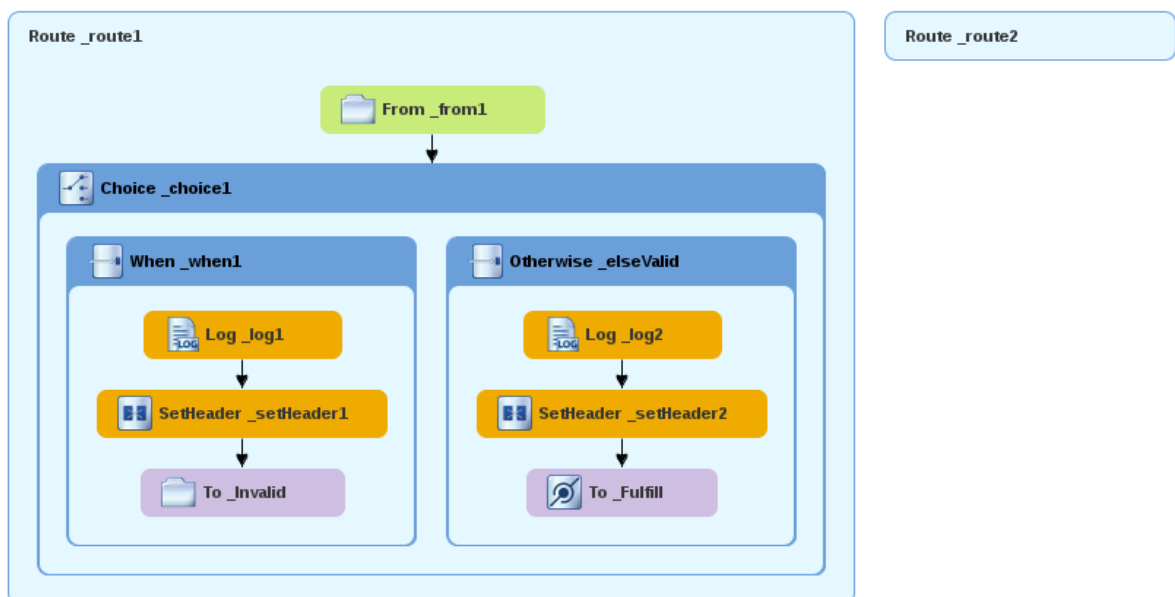 Route _route1
Route _route2
From _from1
Choice _choice1
When _when1
Otherwise _elseValid
LOG
Log _log1
LOG
Log _log2
SetHeader _setHeader1
SetHeader _setHeader2
To _Invalid
To _Fulfill